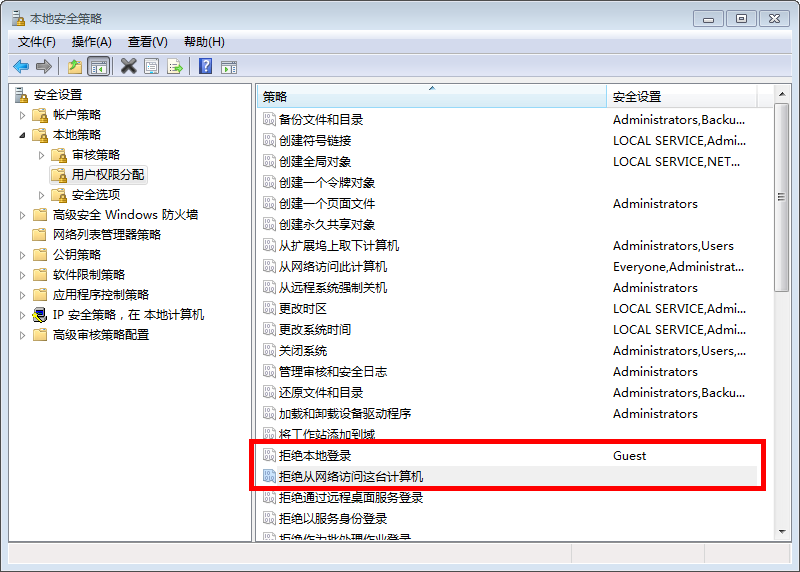 本地安全策略
文件(F) 操作(A) 查看(V) 帮助(H)
安全设置
帐户策略
本地策略
审核策略
用户权限分配
安全选项
高级安全 Windows 防火墙
网络列表管理器策略
公钥策略
软件限制策略
应用程序控制策略
IP 安全策略，在 本地计算机
高级审核策略配置
策略 安全设置
备份文件和目录 Administrators,Backu...
创建符号链接 LOCAL SERVICE,Admi...
创建全局对象 LOCAL SERVICE,NET...
创建一个令牌对象
创建一个页面文件 Administrators
创建永久共享对象
从扩展坞上取下计算机 Administrators,Users
从网络访问此计算机 Everyone,Administrat...
从远程系统强制关机 Administrators
更改时区 LOCAL SERVICE,Admi...
更改系统时间 LOCAL SERVICE,Admi...
关闭系统 Administrators,Users,...
管理审核和安全日志 Administrators
还原文件和目录 Administrators,Backu...
加载和卸载设备驱动程序 Administrators
将工作站添加到域
拒绝本地登录 Guest
拒绝从网络访问这台计算机
拒绝通过远程桌面服务登录
拒绝以服务身份登录
拒绝作为批处理作业登录